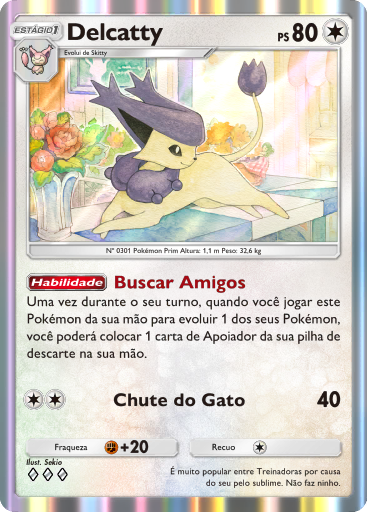 ESTÁGIO 1
Delcatty
PS 80
Evolui de Skitty
Nº 0301 Pokémon Prim Altura: 1,1 m Peso: 32,6 kg
Habilidade Buscar Amigos
Uma vez durante o seu turno, quando você jogar este
Pokémon da sua mão para evoluir 1 dos seus Pokémon,
você poderá colocar 1 carta de Apoiador da sua pilha de
descarte na sua mão.
Chute do Gato 40
Fraqueza +20 Recuo
Ilust. Sekio
É muito popular entre Treinadoras por causa
do seu pelo sublime. Não faz ninho.